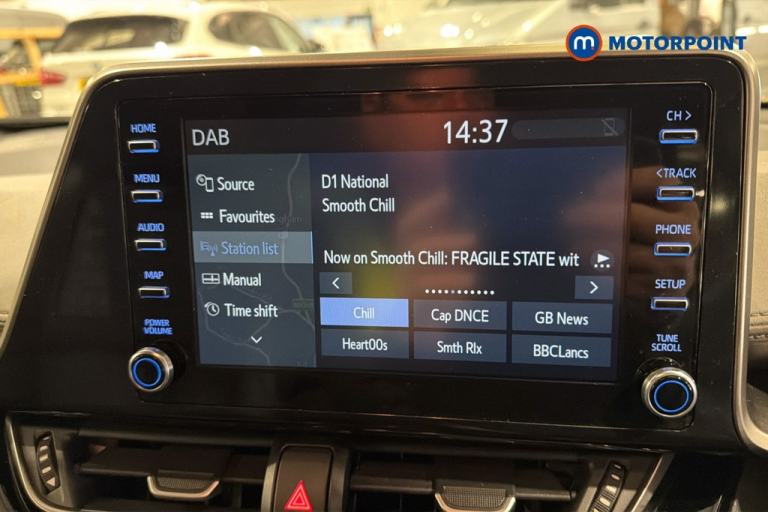 m MOTORPOINT
HOME
MENU
AUDIO
MAP
POWER
VOLUME
DAB
14:37
Source
Favourites
Station list
Manual
Time shift
D1 National
Smooth Chill
Now on Smooth Chill: FRAGILE STATE wit
Chill
Cap DNCE
GB News
Heart00s
Smth Rlx
BBCLancs
CH >
< TRACK
PHONE
SETUP
TUNE
SCROLL